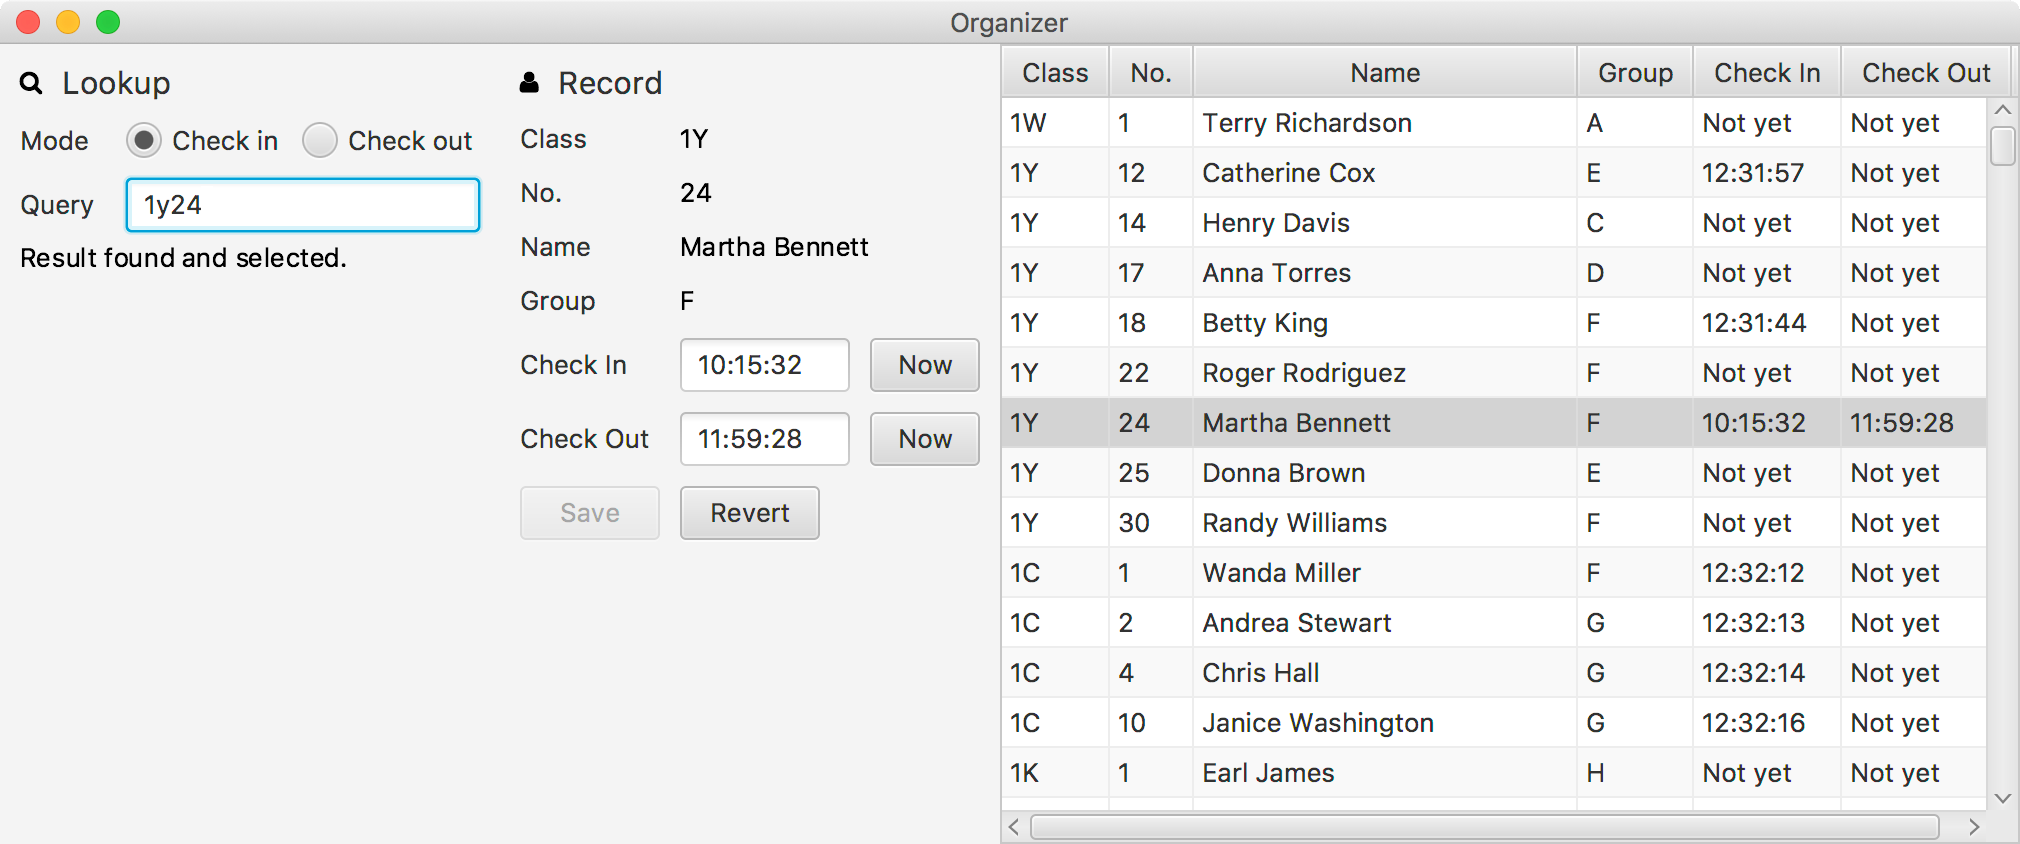 Organizer
Lookup
Mode Check in Check out
Query 1y24
Result found and selected.
Record
Class 1Y
No. 24
Name Martha Bennett
Group F
Check In 10:15:32 Now
Check Out 11:59:28 Now
Save Revert
Class No. Name Group Check In Check Out
1W 1 Terry Richardson A Not yet Not yet
1Y 12 Catherine Cox E 12:31:57 Not yet
1Y 14 Henry Davis C Not yet Not yet
1Y 17 Anna Torres D Not yet Not yet
1Y 18 Betty King F 12:31:44 Not yet
1Y 22 Roger Rodriguez F Not yet Not yet
1Y 24 Martha Bennett F 10:15:32 11:59:28
1Y 25 Donna Brown E Not yet Not yet
1Y 30 Randy Williams F Not yet Not yet
1C 1 Wanda Miller F 12:32:12 Not yet
1C 2 Andrea Stewart G 12:32:13 Not yet
1C 4 Chris Hall G 12:32:14 Not yet
1C 10 Janice Washington G 12:32:16 Not yet
1K 1 Earl James H Not yet Not yet